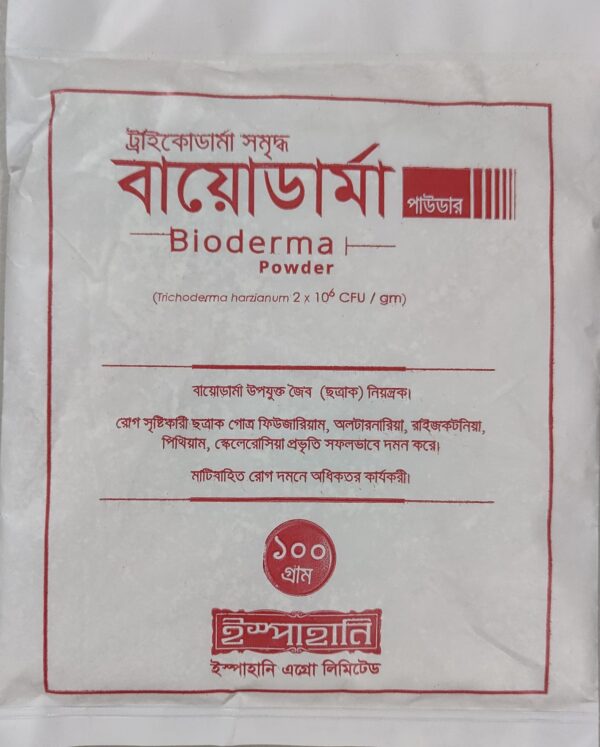 ট্রাইকোডার্মা সমৃদ্ধ
বায়োডার্মা পাউডার
Bioderma
Powder
(Trichoderma harzianum 2 x 10⁶ CFU / gm)
বায়োডার্মা উপযুক্ত জৈব (ছত্রাক) নিয়ন্ত্রক।
রোগ সৃষ্টিকারী ছত্রাক গোত্র ফিউজারিয়াম, অলটারনারিয়া, রাইজকটনিয়া,
পিথিয়াম, স্কেলেরোসিয়া প্রভৃতি সফলভাবে দমন করে।
মাটিবাহিত রোগ দমনে অধিকতর কার্যকরী।
১০০
গ্রাম
ইস্পাহানি
ইস্পাহানি এগ্রো লিমিটেড